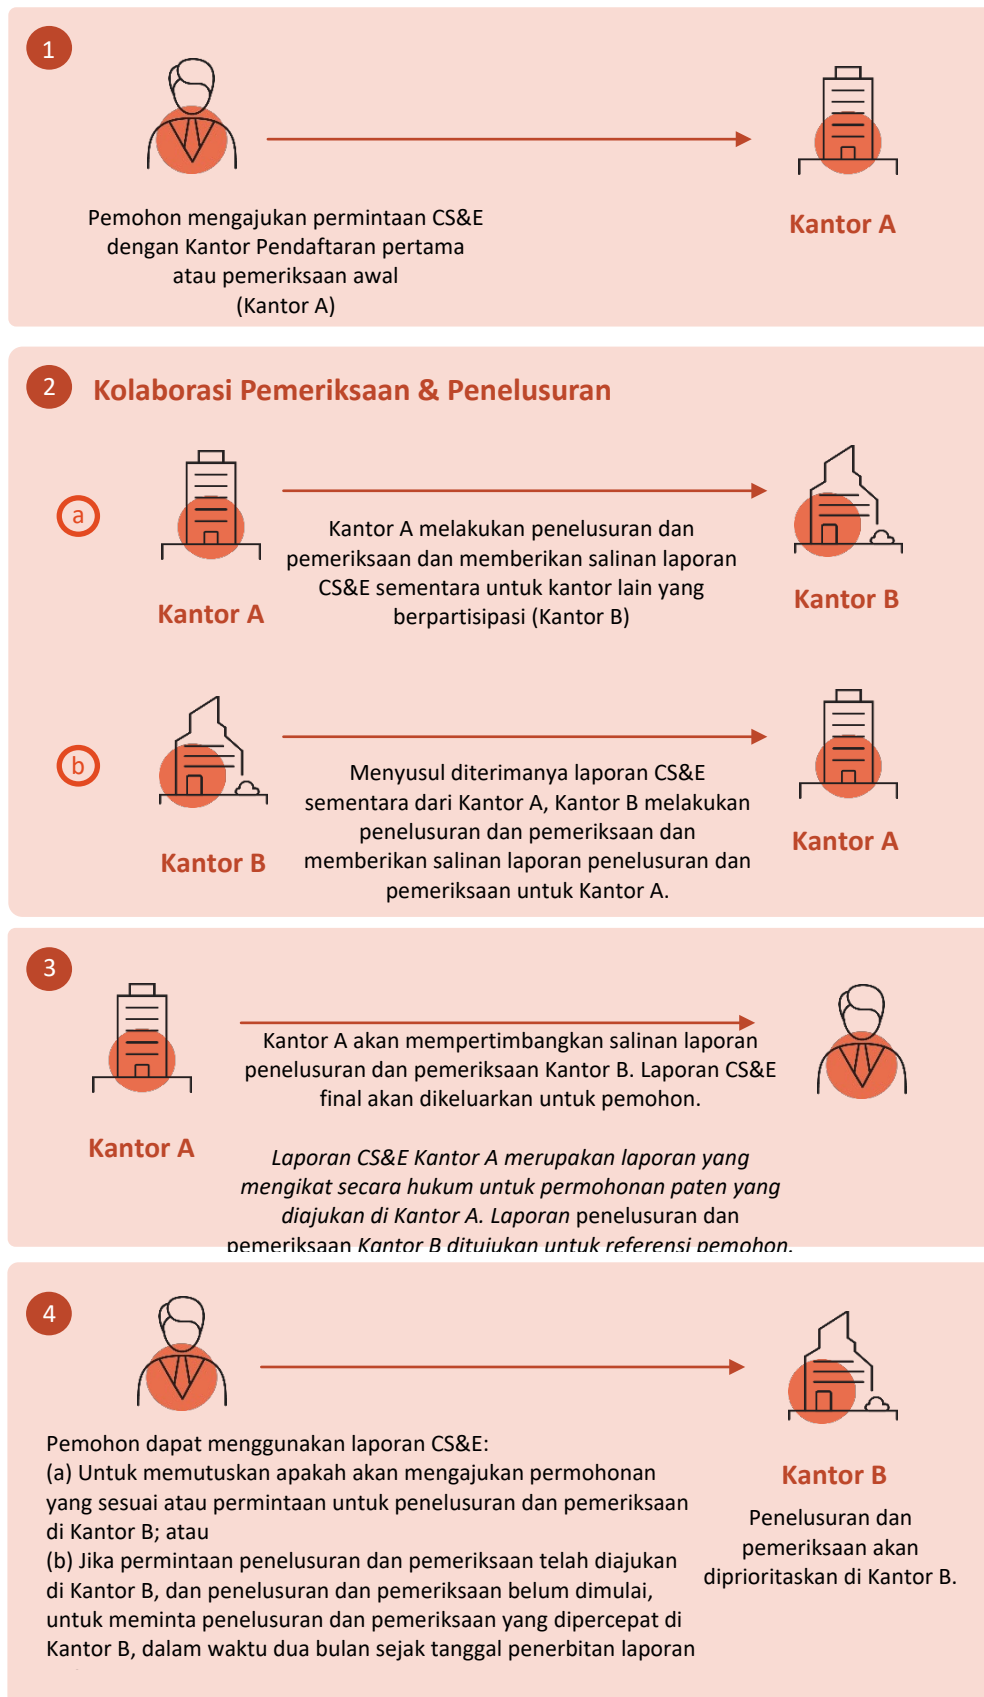 1
Pemohon mengajukan permintaan CS&E
dengan Kantor Pendaftaran pertama
atau pemeriksaan awal
(Kantor A)
Kantor A
2
Kolaborasi Pemeriksaan & Penelusuran
a
Kantor A
Kantor A melakukan penelusuran dan
pemeriksaan dan memberikan salinan laporan
CS&E sementara untuk kantor lain yang
berpartisipasi (Kantor B)
Kantor B
b
Kantor B
Menyusul diterimanya laporan CS&E
sementara dari Kantor A, Kantor B melakukan
penelusuran dan pemeriksaan dan
memberikan salinan laporan penelusuran dan
pemeriksaan untuk Kantor A.
Kantor A
3
Kantor A
Kantor A akan mempertimbangkan salinan laporan
penelusuran dan pemeriksaan Kantor B. Laporan CS&E
final akan dikeluarkan untuk pemohon.
Laporan CS&E Kantor A merupakan laporan yang
mengikat secara hukum untuk permohonan paten yang
diajukan di Kantor A. Laporan penelusuran dan
pemeriksaan Kantor B ditujukan untuk referensi pemohon.
4
Pemohon dapat menggunakan laporan CS&E:
(a) Untuk memutuskan apakah akan mengajukan permohonan
yang sesuai atau permintaan untuk penelusuran dan pemeriksaan
di Kantor B; atau
(b) Jika permintaan penelusuran dan pemeriksaan telah diajukan
di Kantor B, dan penelusuran dan pemeriksaan belum dimulai,
untuk meminta penelusuran dan pemeriksaan yang dipercepat di
Kantor B, dalam waktu dua bulan sejak tanggal penerbitan laporan
Kantor B
Penelusuran dan
pemeriksaan akan
diprioritaskan di Kantor B.